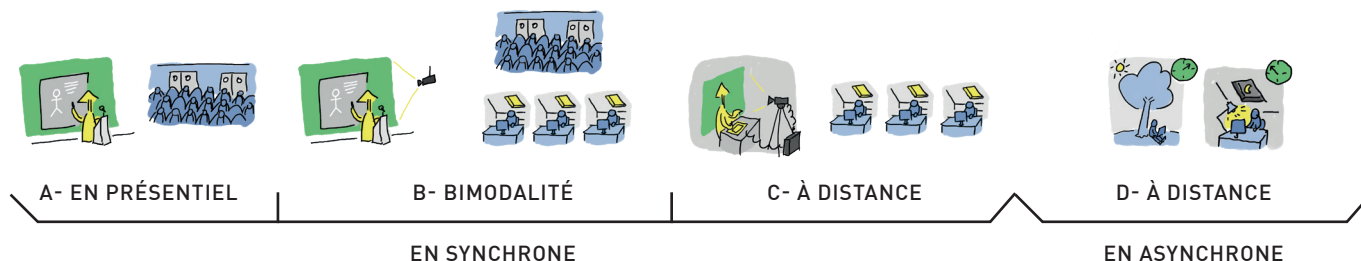 A- EN PRÉSENTIEL
B- BIMODALITÉ
C- À DISTANCE
D- À DISTANCE
EN SYNCHRONE
EN ASYNCHRONE